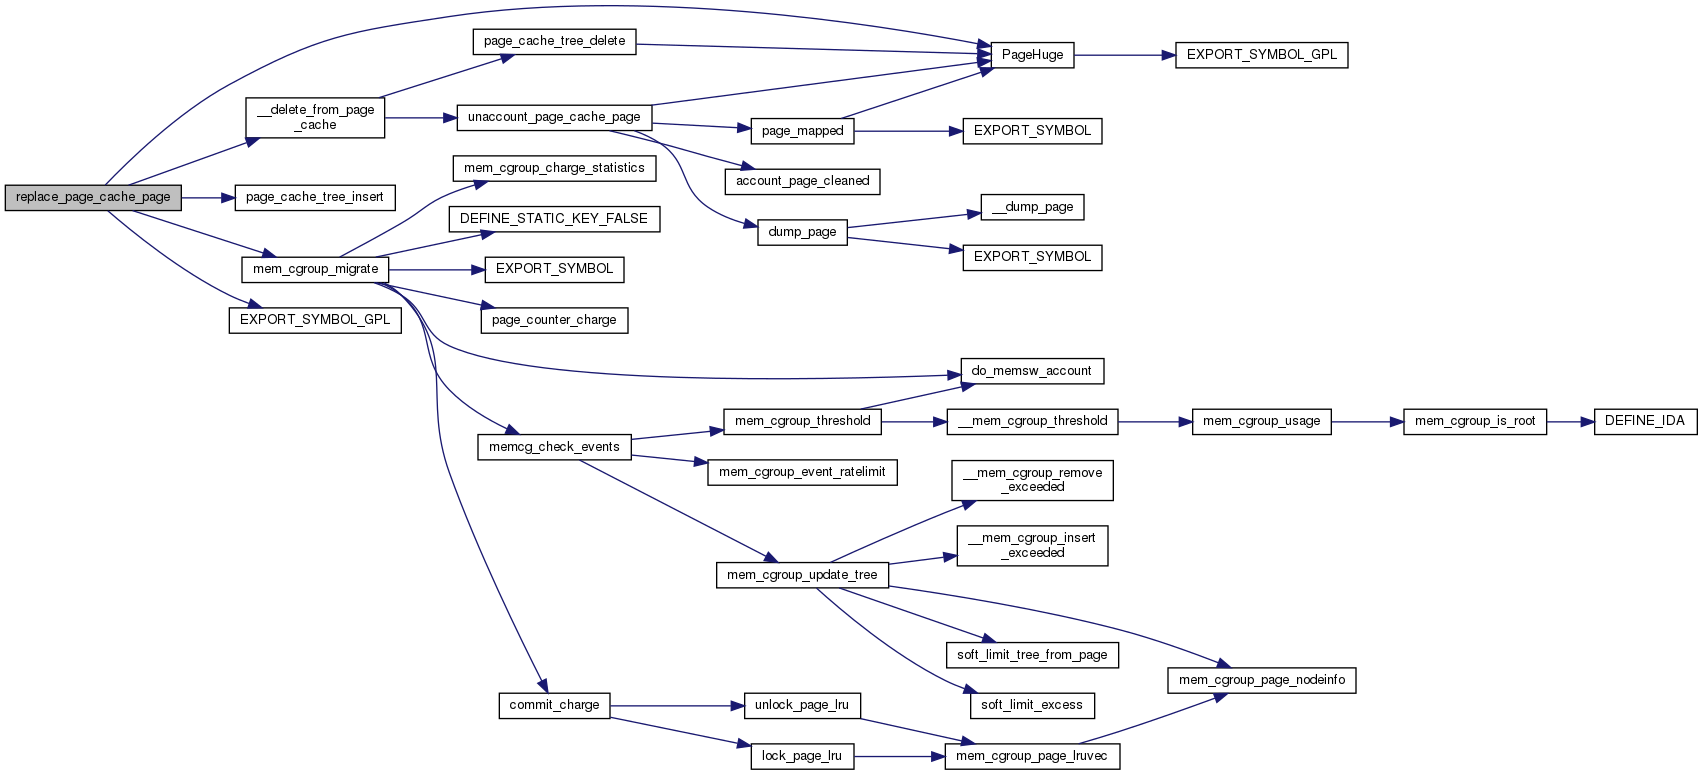 page_cache_tree_delete
PageHuge
EXPORT_SYMBOL_GPL
__delete_from_page
_cache
unaccount_page_cache_page
page_mapped
EXPORT_SYMBOL
mem_cgroup_charge_statistics
account_page_cleaned
replace_page_cache_page
page_cache_tree_insert
__dump_page
DEFINE_STATIC_KEY_FALSE
dump_page
EXPORT_SYMBOL
mem_cgroup_migrate
EXPORT_SYMBOL
EXPORT_SYMBOL_GPL
page_counter_charge
do_memsw_account
mem_cgroup_threshold
__mem_cgroup_threshold
mem_cgroup_usage
mem_cgroup_is_root
DEFINE_IDA
memcg_check_events
mem_cgroup_event_ratelimit
__mem_cgroup_remove
_exceeded
__mem_cgroup_insert
_exceeded
mem_cgroup_update_tree
soft_limit_tree_from_page
mem_cgroup_page_nodeinfo
commit_charge
unlock_page_lru
soft_limit_excess
lock_page_lru
mem_cgroup_page_lruvec